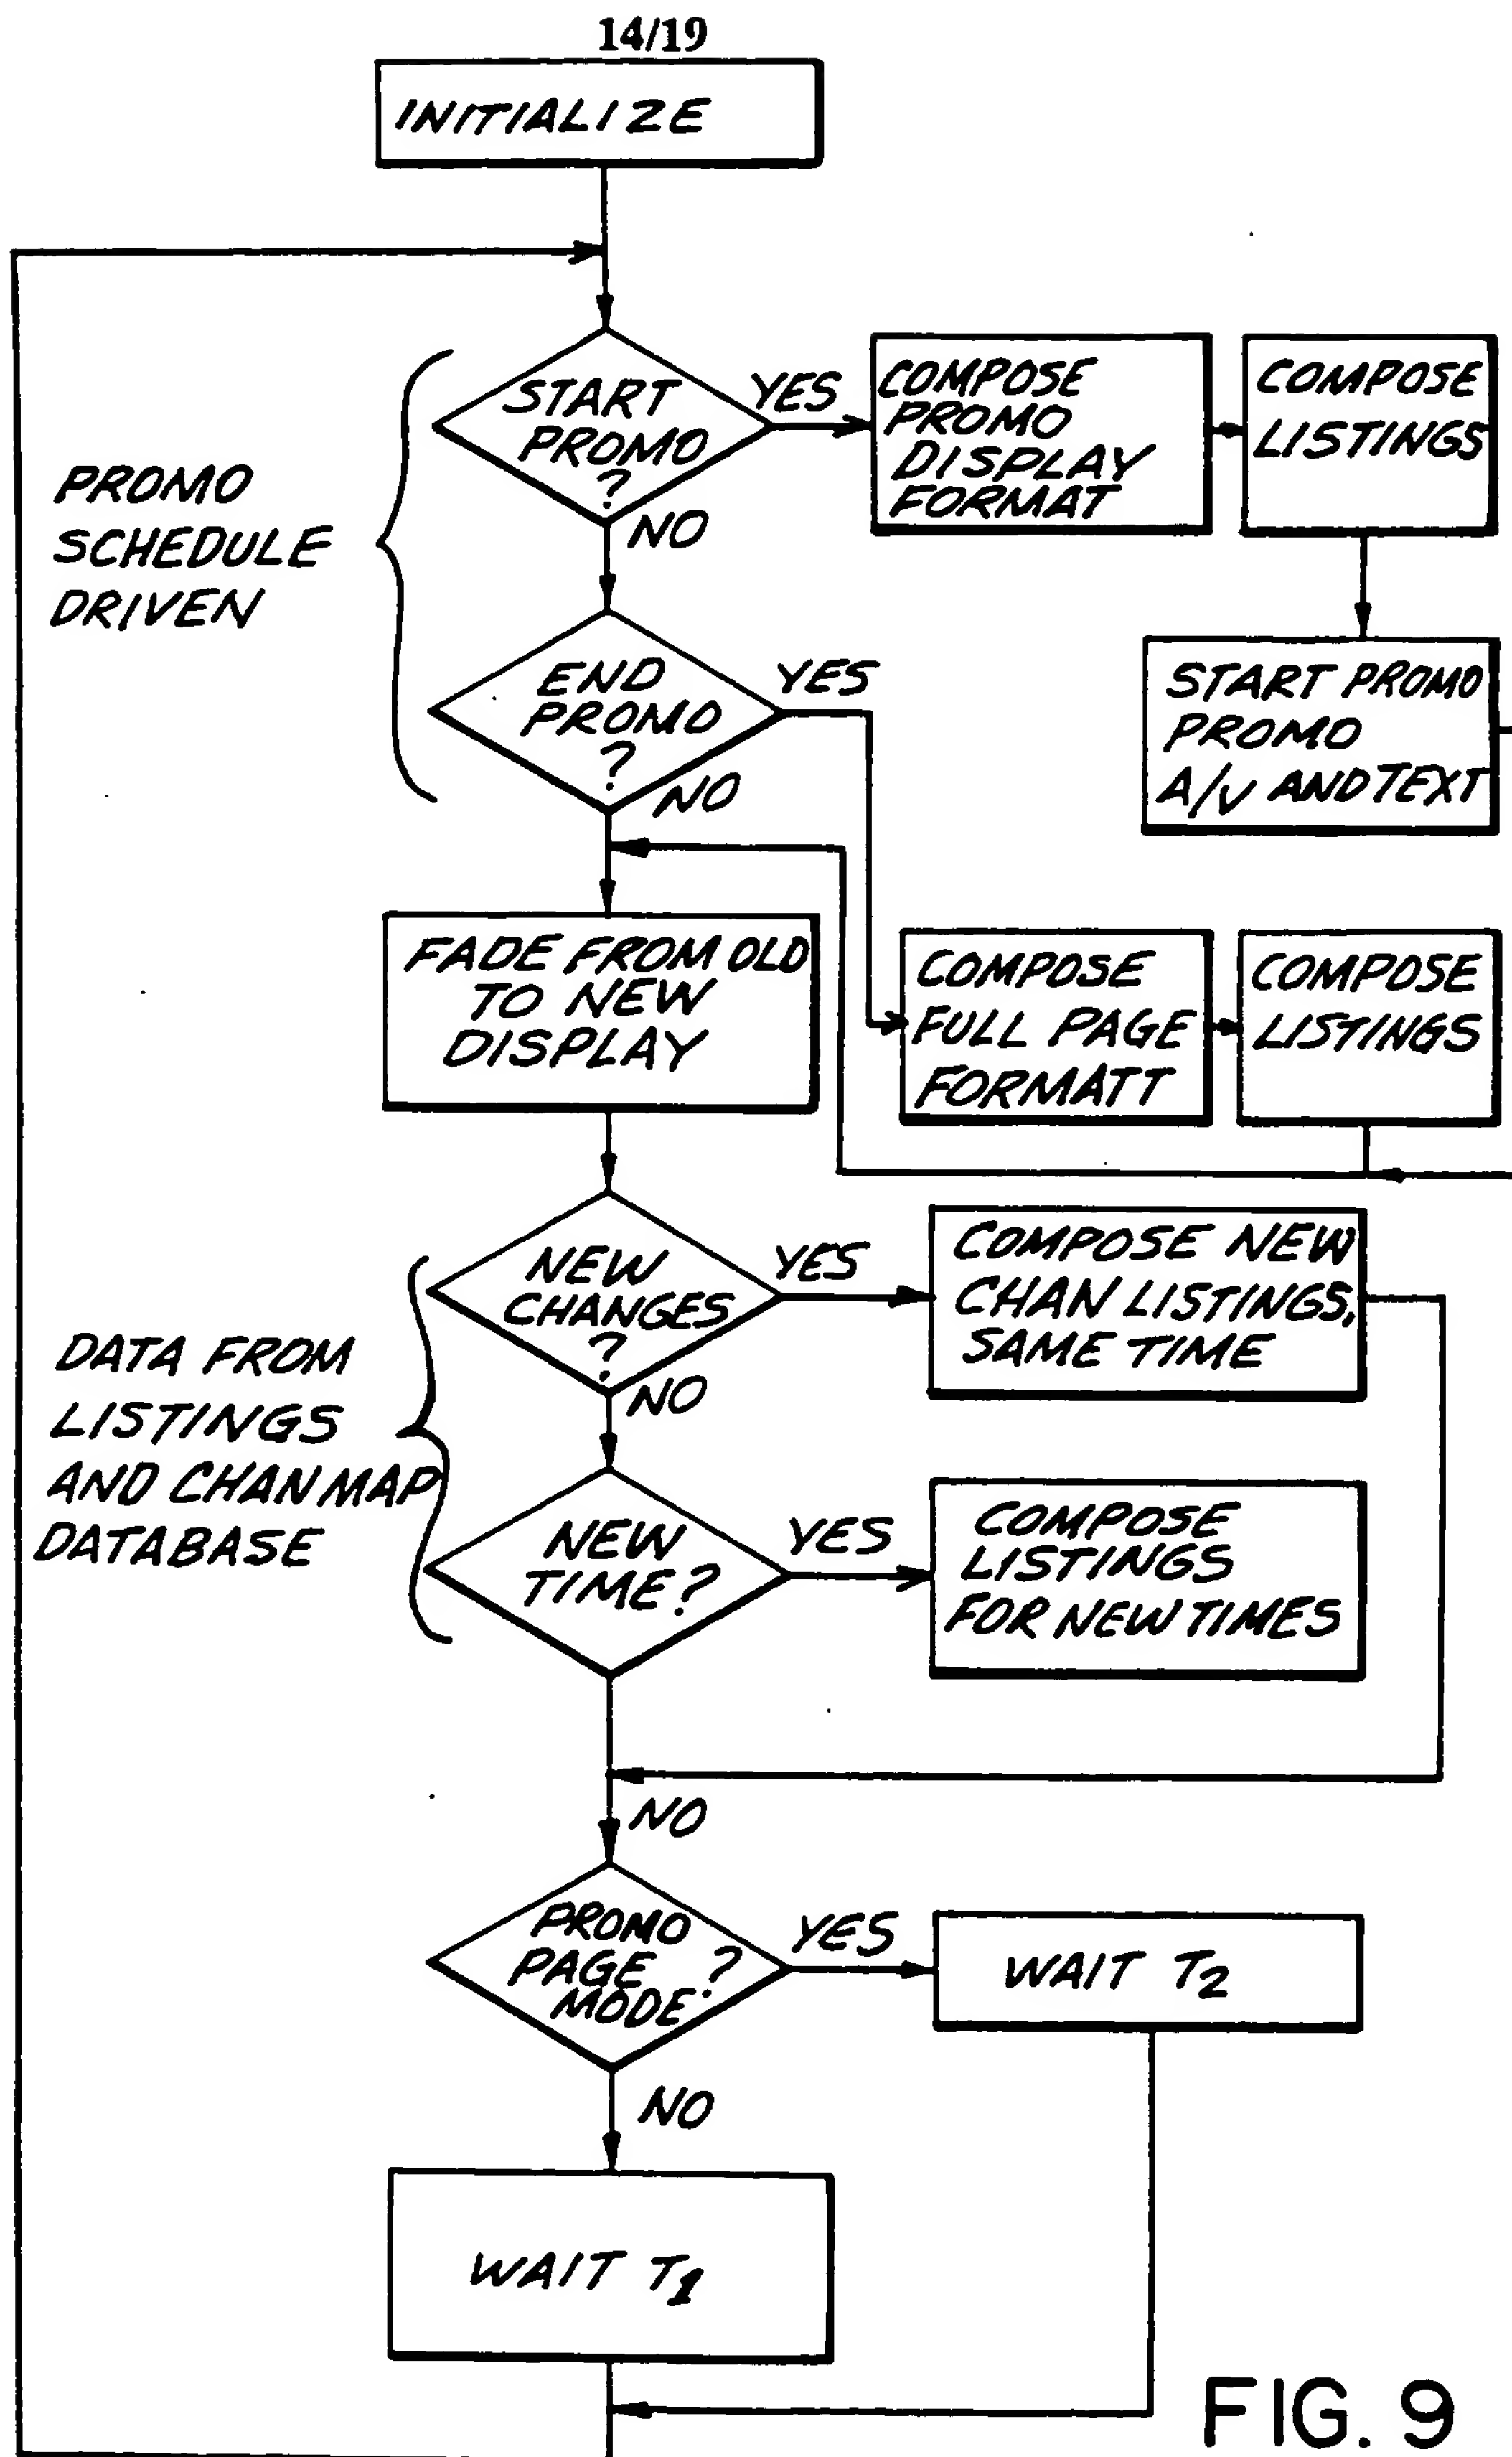 14/19
INITIALIZE
START
PROMO
?
YES
COMPOSE
PROMO
DISPLAY
FORMAT
COMPOSE
LISTINGS
PROMO
SCHEDULE
DRIVEN
NO
END
PROMO
?
YES
START PROMO
PROMO
A/V AND TEXT
NO
FADE FROM OLD
TO NEW
DISPLAY
COMPOSE
FULL PAGE
FORMATT
COMPOSE
LISTINGS
NEW
CHANGES
?
YES
COMPOSE NEW
CHAN LISTINGS,
SAME TIME
DATA FROM
LISTINGS
AND CHAN MAP
DATABASE
NO
NEW
TIME?
YES
COMPOSE
LISTINGS
FOR NEW TIMES
NO
PROMO
PAGE ?
MODE
YES
WAIT T2
NO
WAIT T1
FIG. 9